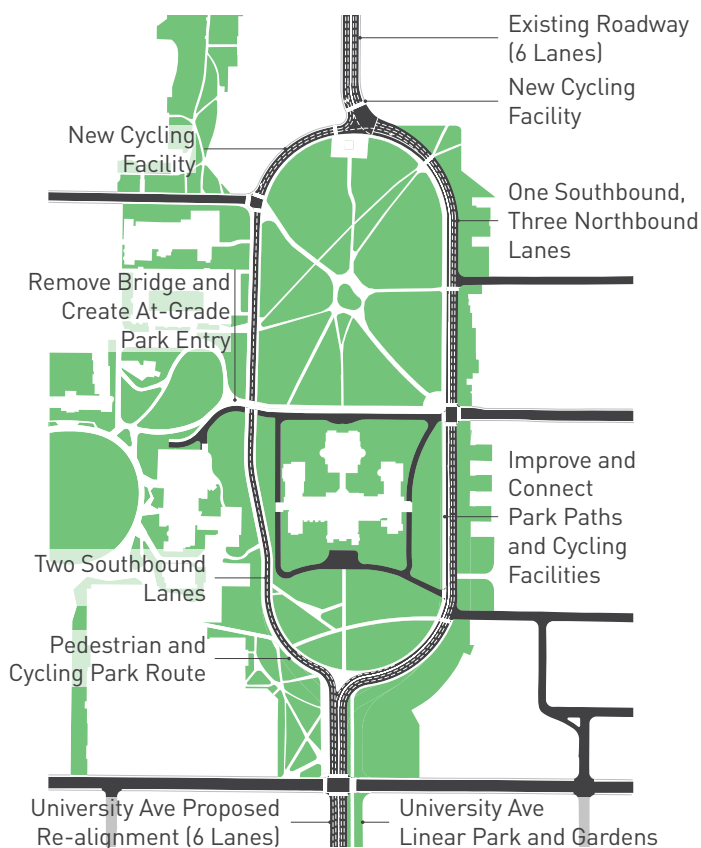 Existing Roadway
(6 Lanes)
New Cycling
Facility
New Cycling
Facility
One Southbound,
Three Northbound
Lanes
Remove Bridge and
Create At-Grade
Park Entry
Improve and
Connect
Park Paths
and Cycling
Facilities
Two Southbound
Lanes
Pedestrian and
Cycling Park Route
University Ave Proposed
Re-alignment (6 Lanes)
University Ave
Linear Park and Gardens